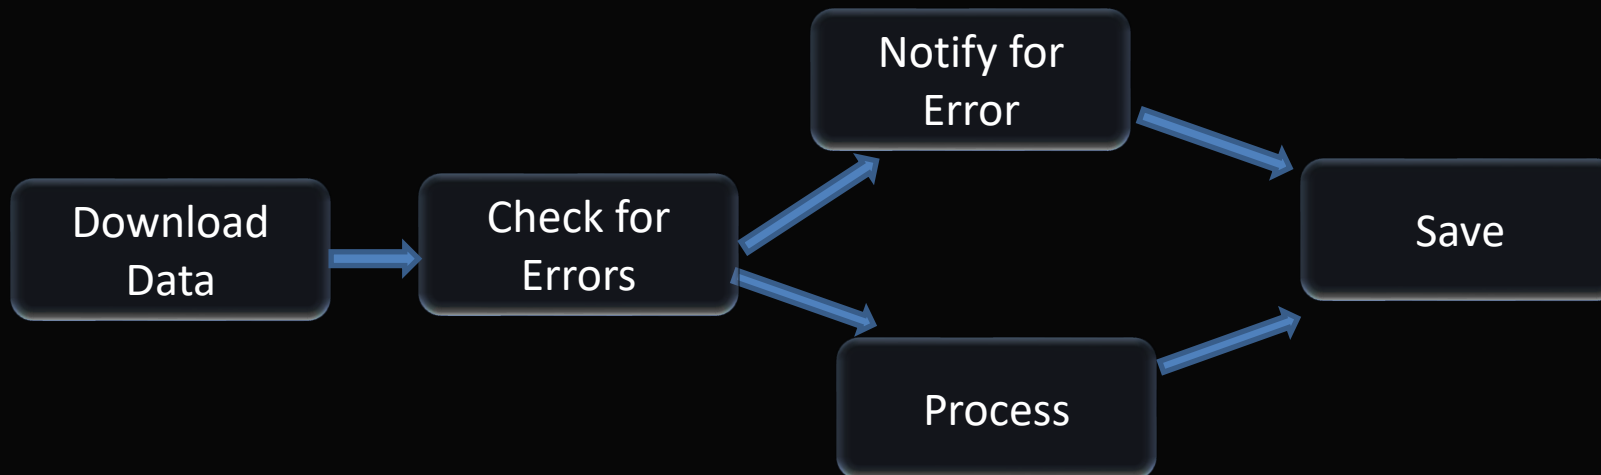 Download
Data
Check for
Errors
Notify for
Error
Process
Save